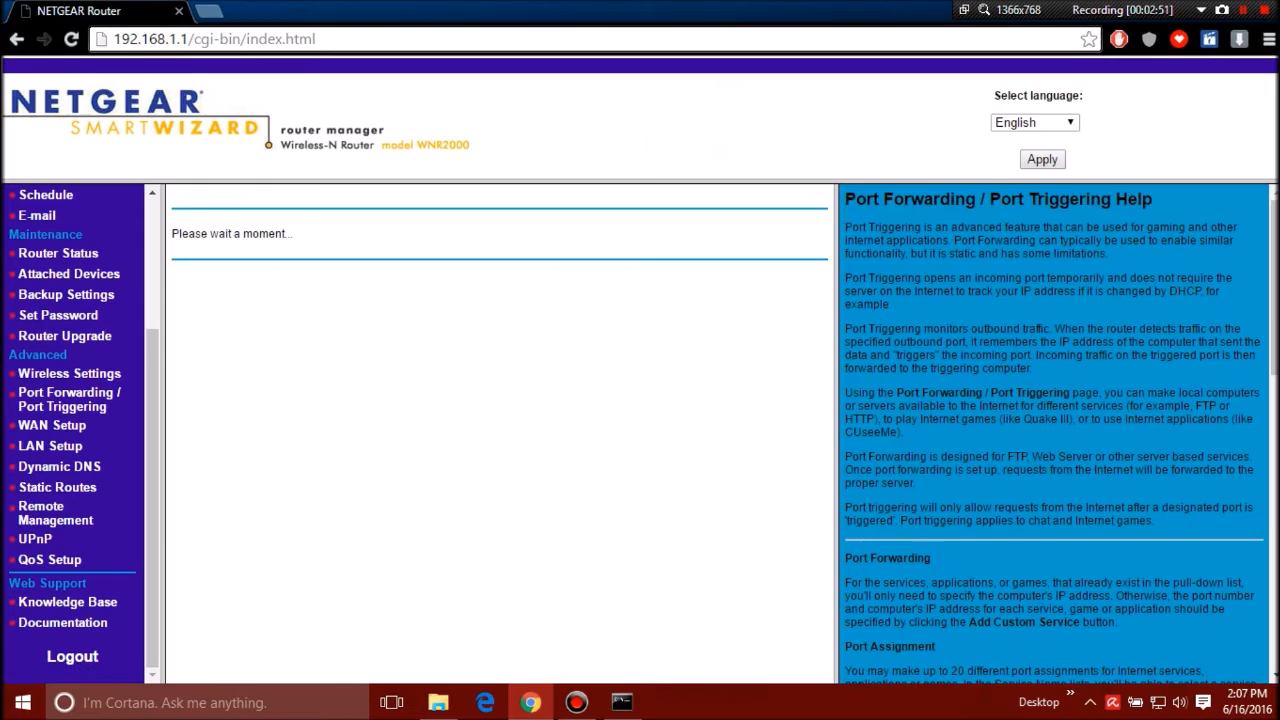 NETGEAR Router
1366x768
Recording [00:02:51]
192.168.1.1/cgi-bin/index.html
NETGEAR
SMARTWIZARD
router manager
Wireless-N Router model WNR2000
Select language:
English
Apply
Schedule
E-mail
Maintenance
Router Status
Attached Devices
Backup Settings
Set Password
Router Upgrade
Advanced
Wireless Settings
Port Forwarding /
Port Triggering
WAN Setup
LAN Setup
Dynamic DNS
Static Routes
Remote
Management
UPnP
QoS Setup
Web Support
Knowledge Base
Documentation
Logout
Please wait a moment...
Port Forwarding / Port Triggering Help
Port Triggering is an advanced feature that can be used for gaming and other
internet applications. Port Forwarding can typically be used to enable similar
functionality, but it is static and has some limitations.
Port Triggering opens an incoming port temporarily and does not require the
server on the Internet to track your IP address if it is changed by DHCP, for
example.
Port Triggering monitors outbound traffic. When the router detects traffic on the
specified outbound port, it remembers the IP address of the computer that sent the
data and "triggers" the incoming port. Incoming traffic on the triggered port is then
forwarded to the triggering computer.
Using the Port Forwarding / Port Triggering page, you can make local computers
or servers available to the Internet for different services (for example, FTP or
HTTP), to play Internet games (like Quake III), or to use Internet applications (like
CUseeMe).
Port Forwarding is designed for FTP, Web Server or other server based services.
Once port forwarding is set up, requests from the Internet will be forwarded to the
proper server.
Port triggering will only allow requests from the Internet after a designated port is
'triggered'. Port triggering applies to chat and Internet games.
Port Forwarding
For the services, applications, or games, that already exist in the pull-down list,
you'll only need to specify the computer's IP address. Otherwise, the port number
and computer's IP address for each service, game or application should be
specified by clicking the Add Custom Service button.
Port Assignment
You may make up to 20 different port assignments for Internet services,
I'm Cortana. Ask me anything.
Desktop
2:07 PM
6/16/2016